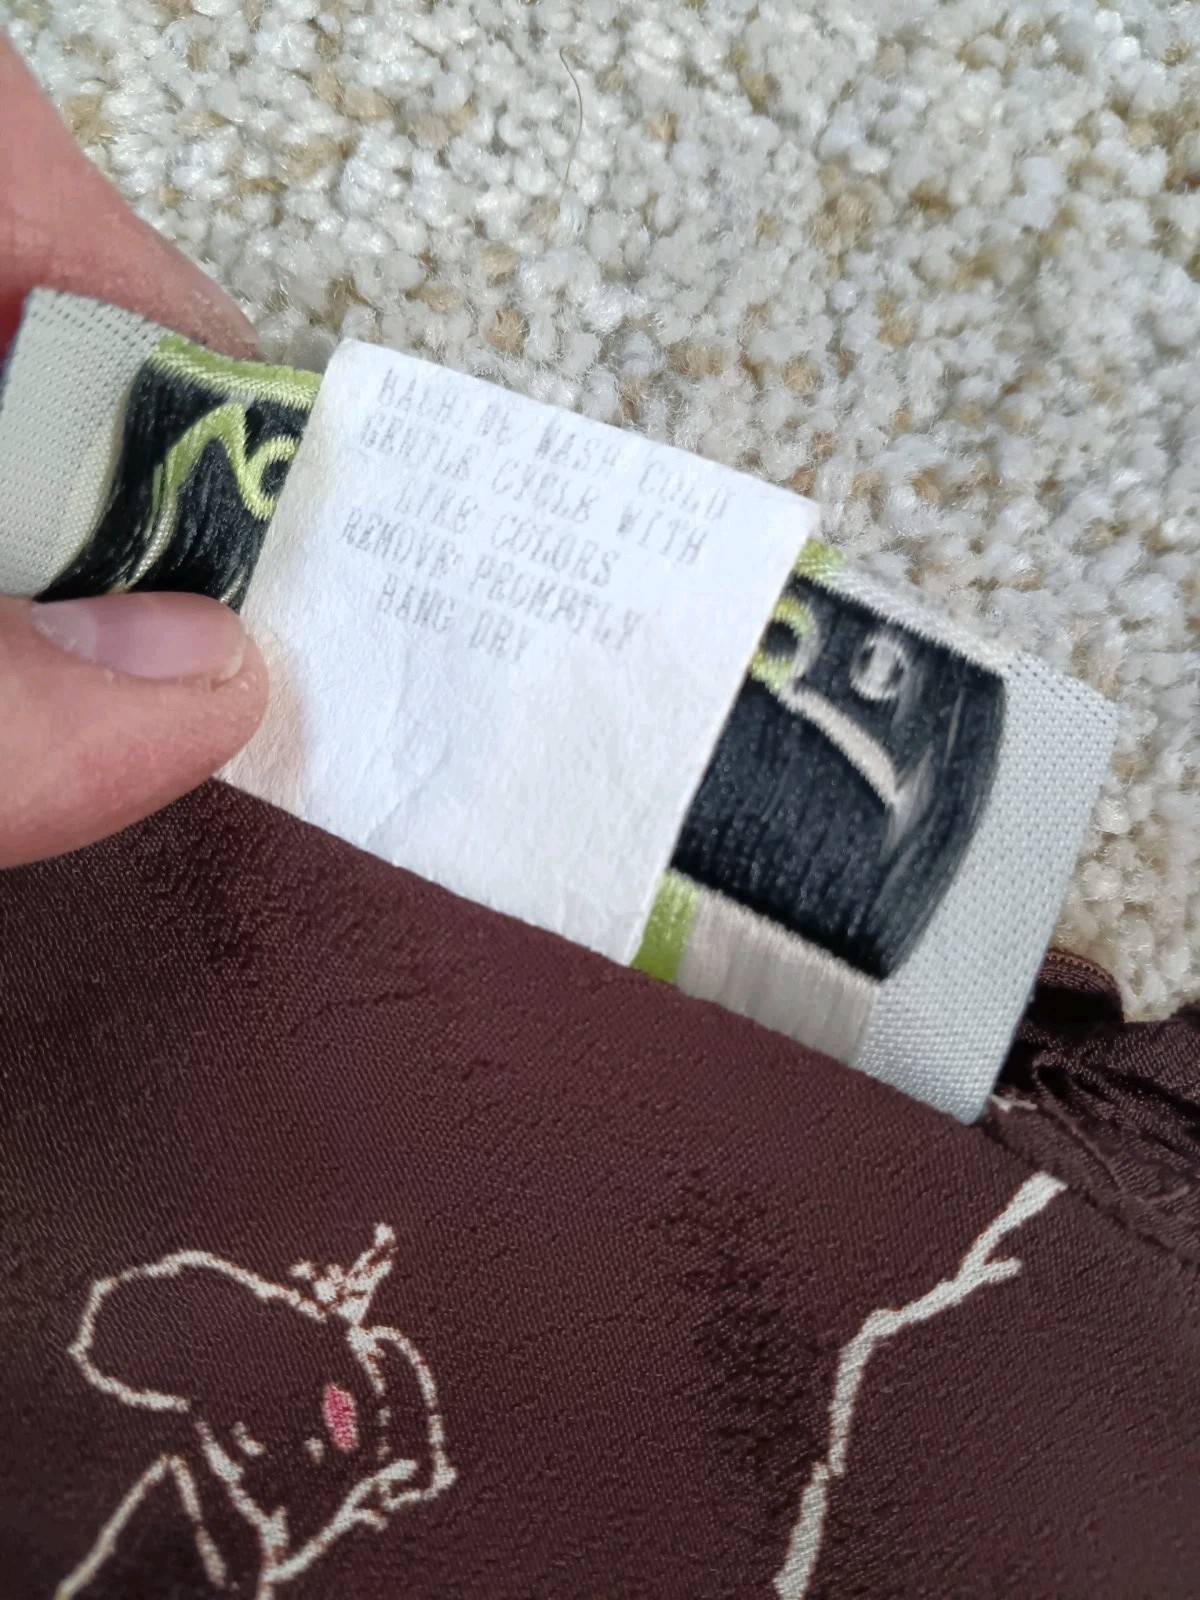 MACHINE WASH COLD
GENTLE CYCLE WITH
LIKE COLORS
REMOVE PROMPTLY
HANG DRY